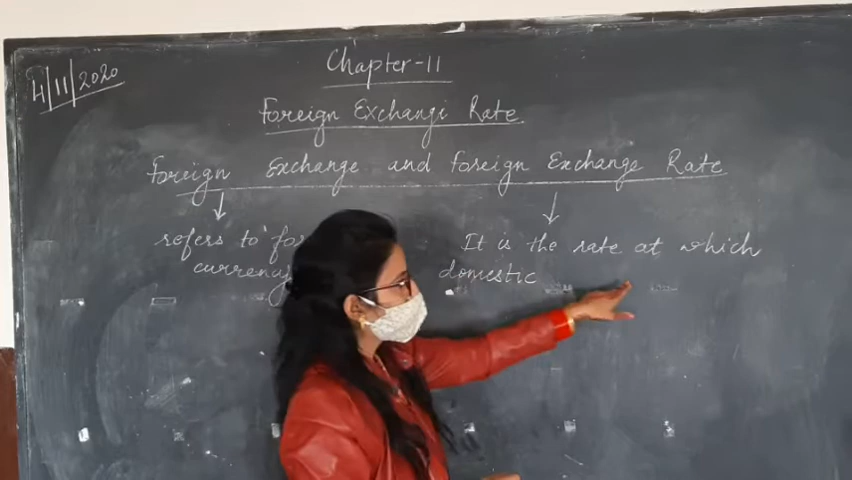 4/11/2020
Chapter-11
Foreign Exchange Rate
Foreign Exchange and Foreign Exchange Rate
refers to
It is the rate at which
currency
domestic